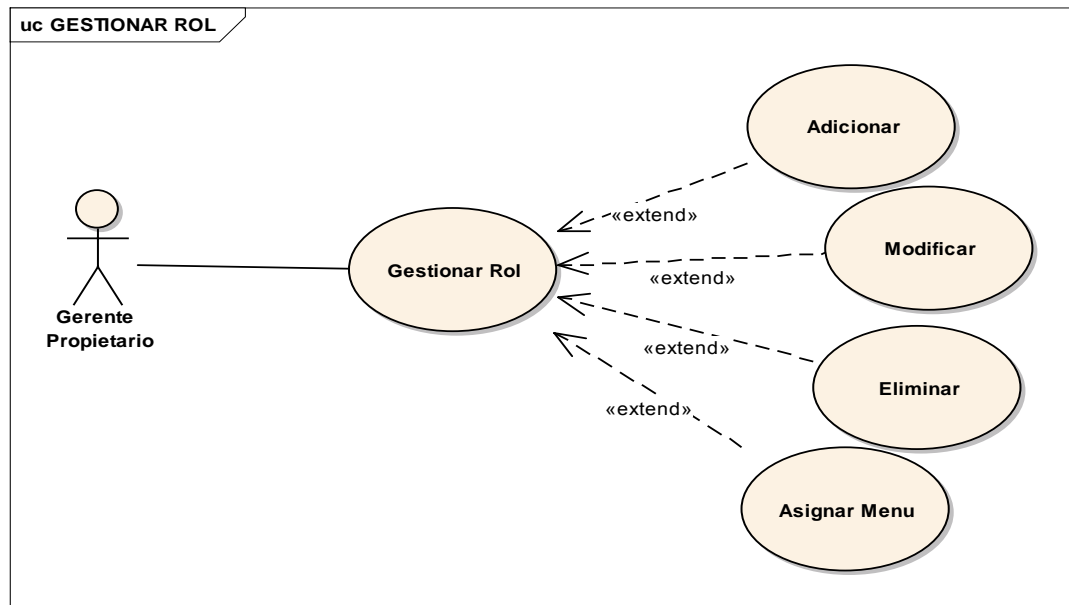 uc GESTIONAR ROL
Adicionar
«extend»
Modificar
Gestionar Rol
«extend»
Gerente
Propietario
«extend»
Eliminar
«extend»
Asignar Menu